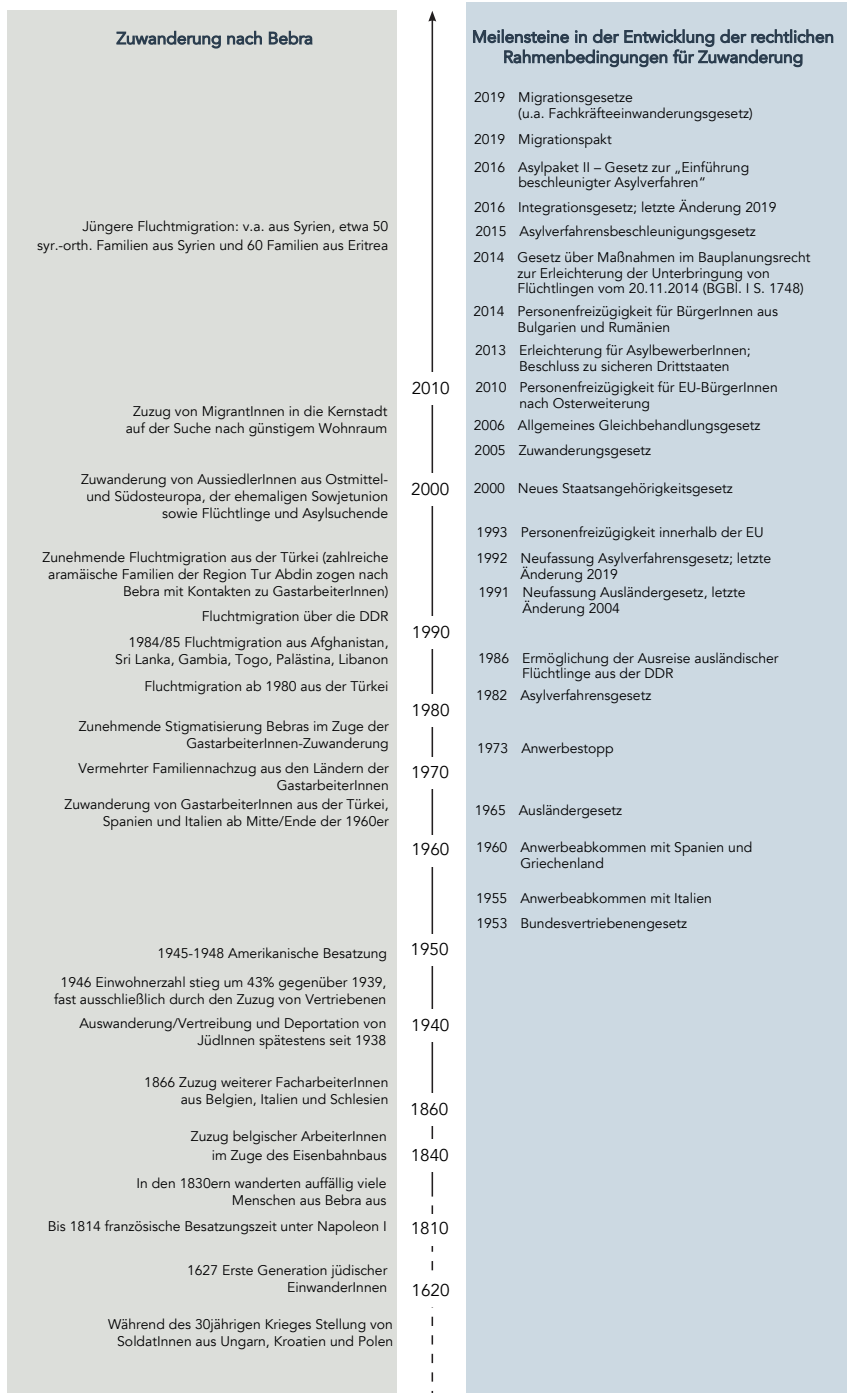 Zuwanderung nach Bebra
Jüngere Fluchtmigration: v.a. aus Syrien, etwa 50
syr.-orth. Familien aus Syrien und 60 Familien aus Eritrea
Zuzug von MigrantInnen in die Kernstadt
auf der Suche nach günstigem Wohnraum
Zuwanderung von AussiedlerInnen aus Ostmittel-
und Südosteuropa, der ehemaligen Sowjetunion
sowie Flüchtlinge und Asylsuchende
Zunehmende Fluchtmigration aus der Türkei (zahlreiche
aramäische Familien der Region Tur Abdin zogen nach
Bebra mit Kontakten zu GastarbeiterInnen)
Fluchtmigration über die DDR
1984/85 Fluchtmigration aus Afghanistan,
Sri Lanka, Gambia, Togo, Palästina, Libanon
Fluchtmigration ab 1980 aus der Türkei
Zunehmende Stigmatisierung Bebras im Zuge der
GastarbeiterInnen-Zuwanderung
Vermehrter Familiennachzug aus den Ländern der
GastarbeiterInnen
Zuwanderung von GastarbeiterInnen aus der Türkei,
Spanien und Italien ab Mitte/Ende der 1960er
1945-1948 Amerikanische Besatzung
1946 Einwohnerzahl stieg um 43% gegenüber 1939,
fast ausschließlich durch den Zuzug von Vertriebenen
Auswanderung/Vertreibung und Deportation von
JüdInnen spätestens seit 1938
1866 Zuzug weiterer FacharbeiterInnen
aus Belgien, Italien und Schlesien
Zuzug belgischer ArbeiterInnen
im Zuge des Eisenbahnbaus
In den 1830ern wanderten auffällig viele
Menschen aus Bebra aus
Bis 1814 französische Besatzungszeit unter Napoleon I
1627 Erste Generation jüdischer
EinwanderInnen
Während des 30jährigen Krieges Stellung von
SoldatInnen aus Ungarn, Kroatien und Polen
2010
2000
1990
1980
1970
1960
1950
1940
1860
1840
1810
1620
Meilensteine in der Entwicklung der rechtlichen
Rahmenbedingungen für Zuwanderung
2019 Migrationsgesetze
(u.a. Fachkräfteeinwanderungsgesetz)
2019 Migrationspakt
2016 Asylpaket II – Gesetz zur „Einführung
beschleunigter Asylverfahren"
2016 Integrationsgesetz; letzte Änderung 2019
2015 Asylverfahrensbeschleunigungsgesetz
2014 Gesetz über Maßnahmen im Bauplanungsrecht
zur Erleichterung der Unterbringung von
Flüchtlingen vom 20.11.2014 (BGBl. I S. 1748)
2014 Personenfreizügigkeit für BürgerInnen aus
Bulgarien und Rumänien
2013 Erleichterung für AsylbewerberInnen;
Beschluss zu sicheren Drittstaaten
2010 Personenfreizügigkeit für EU-BürgerInnen
nach Osterweiterung
2006 Allgemeines Gleichbehandlungsgesetz
2005 Zuwanderungsgesetz
2000 Neues Staatsangehörigkeitsgesetz
1993 Personenfreizügigkeit innerhalb der EU
1992 Neufassung Asylverfahrensgesetz; letzte
Änderung 2019
1991 Neufassung Ausländergesetz, letzte
Änderung 2004
1986 Ermöglichung der Ausreise ausländischer
Flüchtlinge aus der DDR
1982 Asylverfahrensgesetz
1973 Anwerbestopp
1965 Ausländergesetz
1960 Anwerbeabkommen mit Spanien und
Griechenland
1955 Anwerbeabkommen mit Italien
1953 Bundesvertriebenengesetz